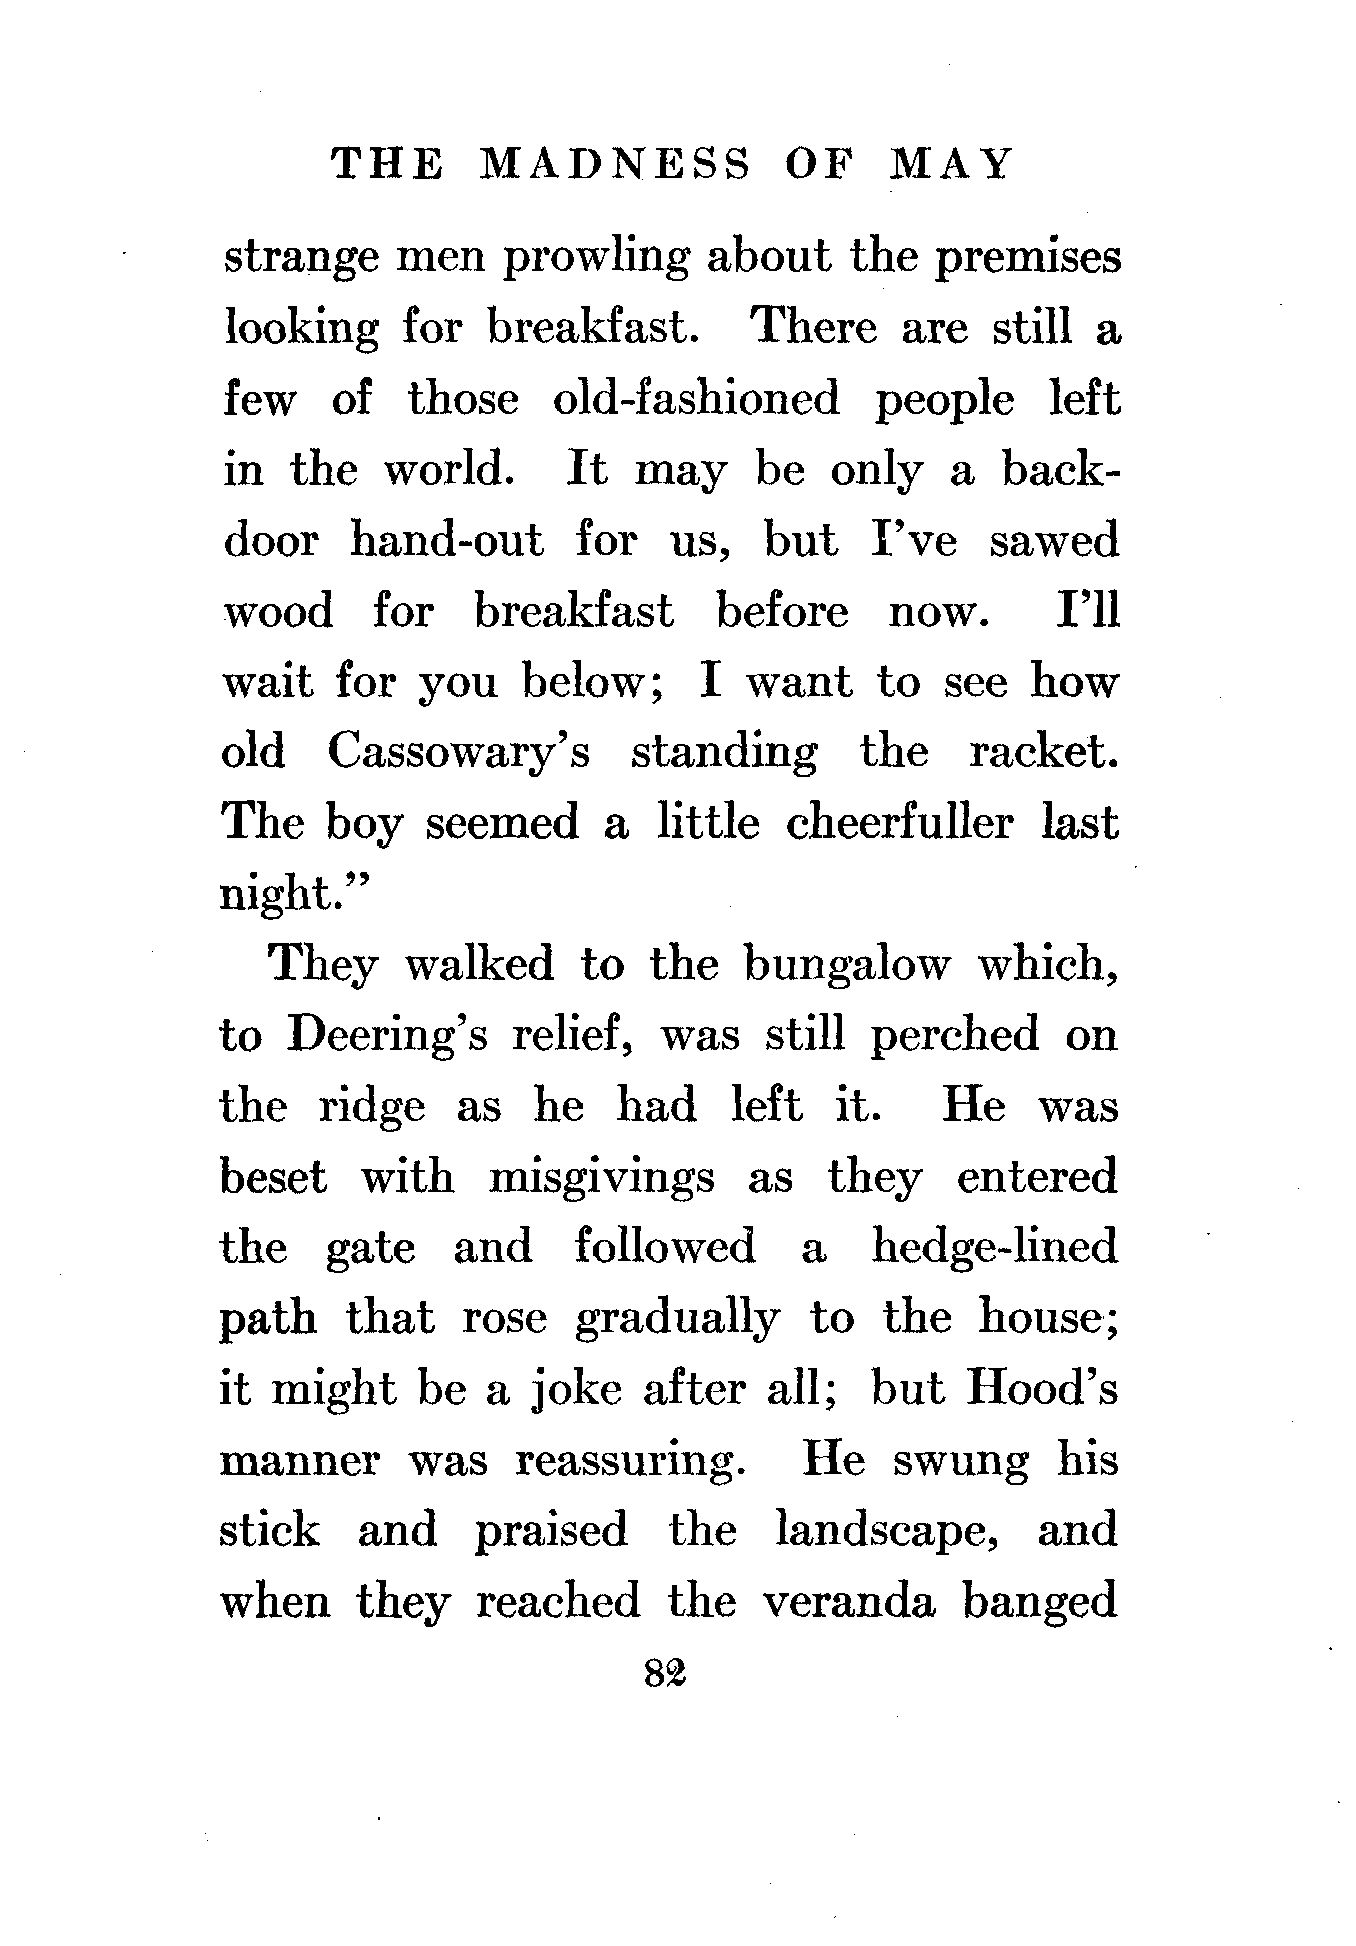 THE MADNESS OF MAY
strange men prowling about the premises
looking for breakfast. There are still a
few of those old-fashioned people left
in the world. It may be only a back-
door hand-out for us, but I've sawed
wood for breakfast before now. I'll
wait for you below; I want to see how
old Cassowary's standing the racket.
The boy seemed a little cheerfuller last
night."
They walked to the bungalow which,
to Deering's relief, was still perched on
the ridge as he had left it. He was
beset with misgivings as they entered
the gate and followed a hedge-lined
path that rose gradually to the house;
it might be a joke after all; but Hood's
manner was reassuring. He swung his
stick and praised the landscape, and
when they reached the veranda banged
82